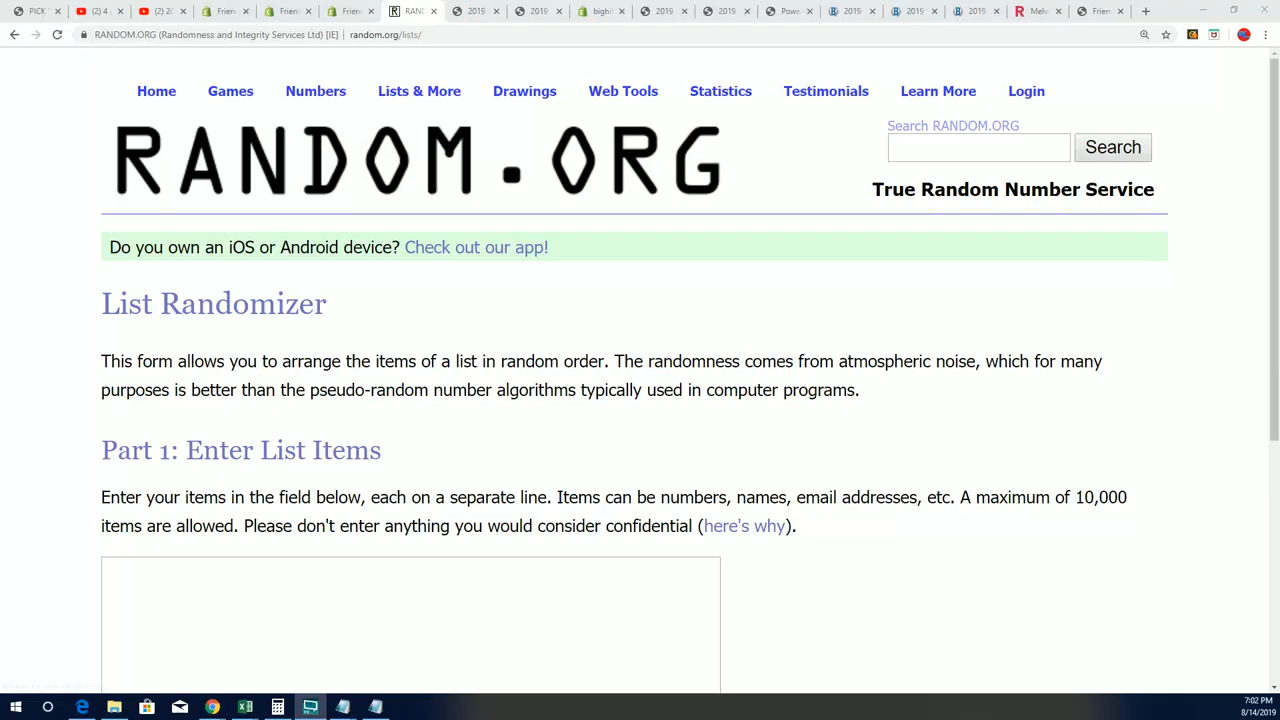 PICK
(2) 4
(2) 20
Friend
Friend
Friend
RAND
2019
2019
bighi
2019
2019
Powe
2019
2019
2019
Melv
Frien
RANDOM.ORG (Randomness and Integrity Services Ltd) [IE] | random.org/lists/
Home Games Numbers Lists & More Drawings Web Tools Statistics Testimonials Learn More Login
RANDOM.ORG
Search RANDOM.ORG
Search
True Random Number Service
Do you own an iOS or Android device? Check out our app!
List Randomizer
This form allows you to arrange the items of a list in random order. The randomness comes from atmospheric noise, which for many
purposes is better than the pseudo-random number algorithms typically used in computer programs.
Part 1: Enter List Items
Enter your items in the field below, each on a separate line. Items can be numbers, names, email addresses, etc. A maximum of 10,000
items are allowed. Please don't enter anything you would consider confidential (here's why).
7:02 PM
8/14/2019